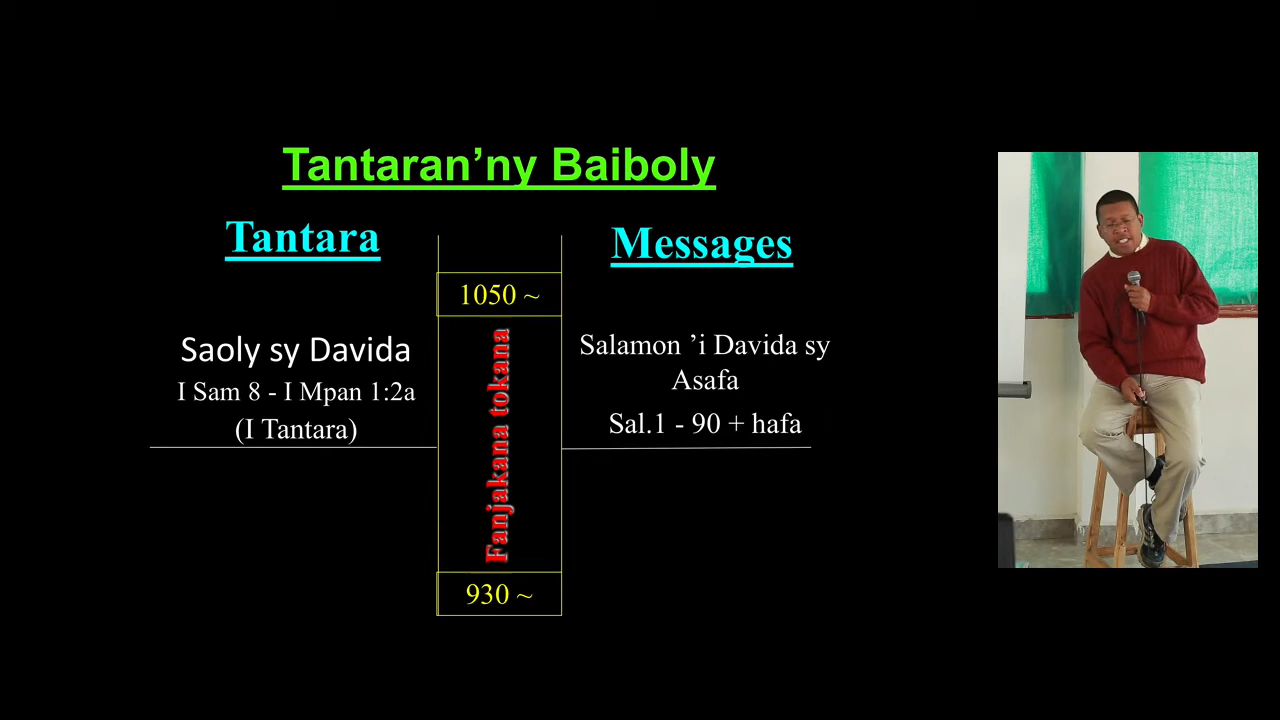 Tantaran’ny Baiboly
Tantara
Messages
1050 ~
Saoly sy Davida
I Sam 8 - I Mpan 1:2a
(I Tantara)
Fanjakana tokana
Salamon ’i Davida sy
Asafa
Sal.1 - 90 + hafa
930 ~